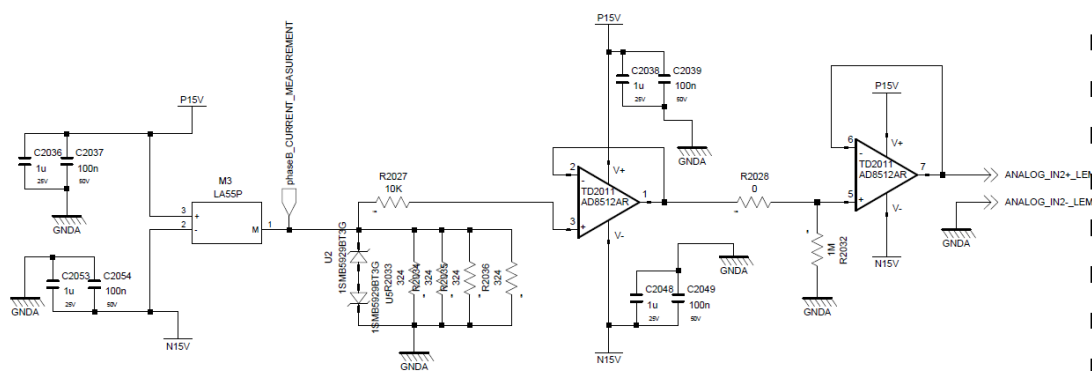 P15V
C2036
1u
25V
C2037
100n
50V
GNDA
M3
LA55P
3
+
2
-
M
1
C2053
1u
25V
C2054
100n
50V
GNDA
N15V
phaseB_CURRENT_MEASUREMENT
R2027
10K
U2
1SMB5929BT3G
U5
1SMB5929BT3G
R2033
324
R2034
324
R2035
324
R2036
324
GNDA
P15V
C2038
1u
25V
C2039
100n
50V
GNDA
2
-
V+
TD2011
AD8512AR
1
3
+
V-
C2048
1u
25V
C2049
100n
50V
GNDA
N15V
R2028
0
1M
R2032
GNDA
P15V
6
-
V+
TD2011
AD8512AR
7
5
+
V-
N15V
ANALOG_IN2+_LEM
ANALOG_IN2-_LEM
GNDA